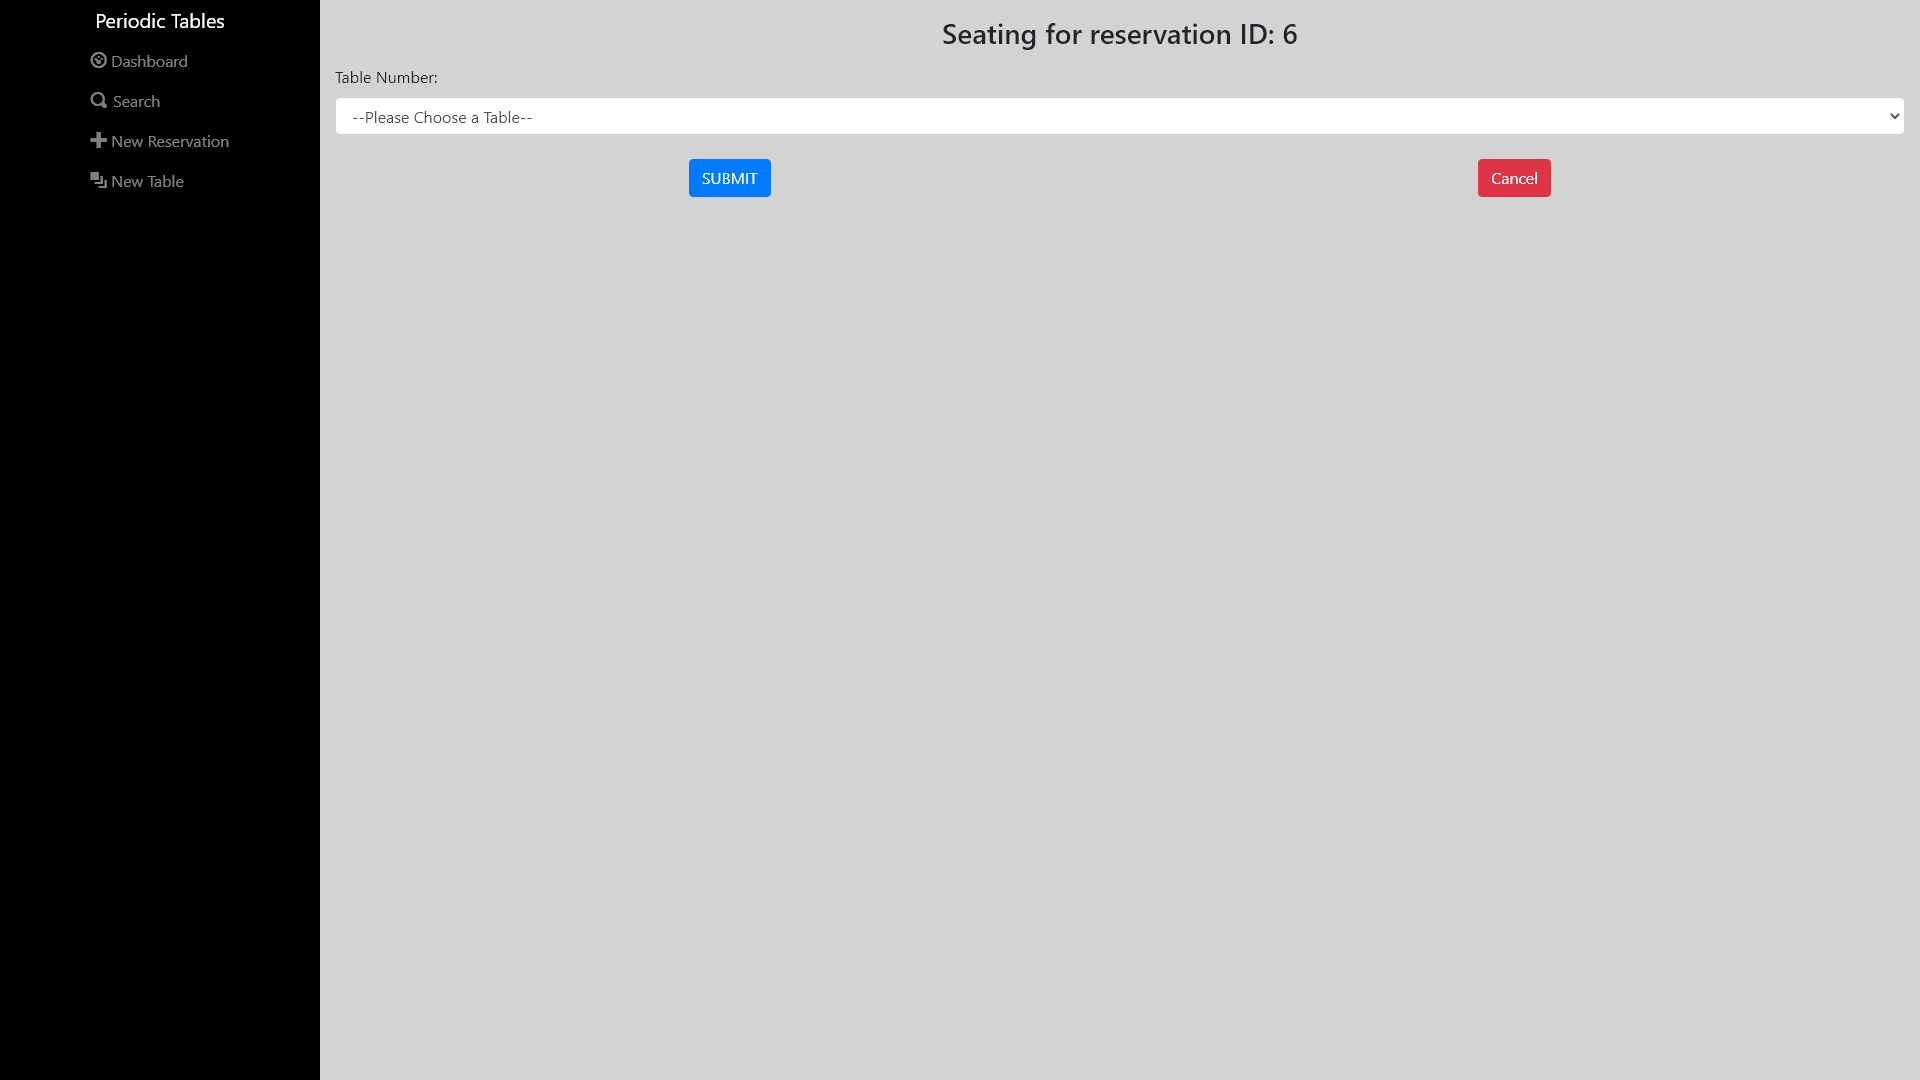 Periodic Tables
Dashboard
Search
New Reservation
New Table
Seating for reservation ID: 6
Table Number:
--Please Choose a Table--
SUBMIT
Cancel